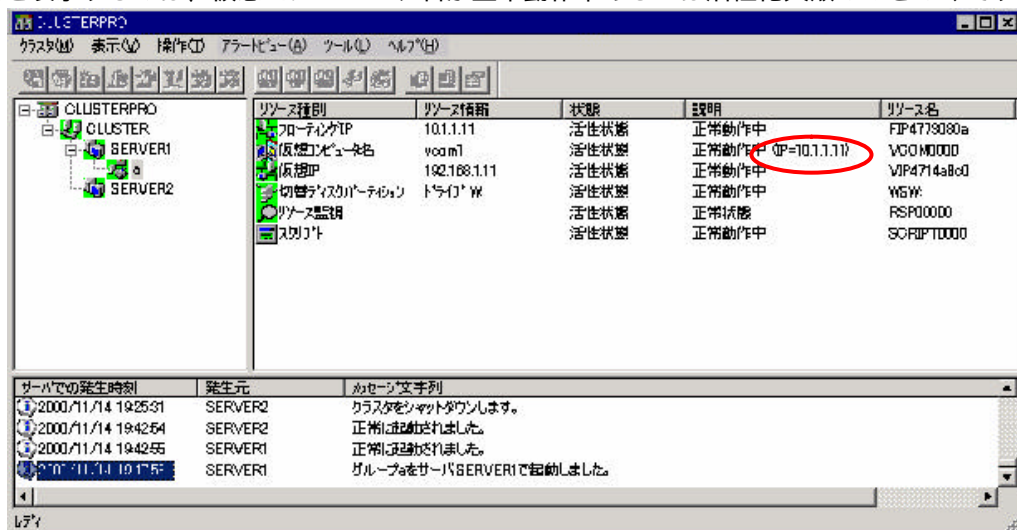 CLUSTERPRO
クラスタ(M) 表示(V) 操作(T) アラートビュー(A) ツール(L) ヘルプ(H)
CLUSTERPRO
CLUSTER
SERVER1
a
SERVER2
リソース種別 リソース情報 状態 説明 リソース名
フローティングIP 10.1.1.11 活性状態 正常動作中 FIP4779080a
仮想コンピュータ名 vcom1 活性状態 正常動作中 (IP=10.1.1.11) VCOM0000
仮想IP 192.168.1.11 活性状態 正常動作中 VIP4714a8c0
切替ディスクパーティション ドライブ W: 活性状態 正常動作中 WSW:
リソース監視 活性状態 正常状態 RSP00000
スクリプト 活性状態 正常動作中 SCRIPT0000
サーバでの発生時刻 発生元 メッセージ文字列
2000/11/14 19:25:31 SERVER2 クラスタをシャットダウンします。
2000/11/14 19:42:54 SERVER2 正常に起動されました。
2000/11/14 19:42:55 SERVER1 正常に起動されました。
SERVER1 グループaをサーバSERVER1で起動しました。
レディ